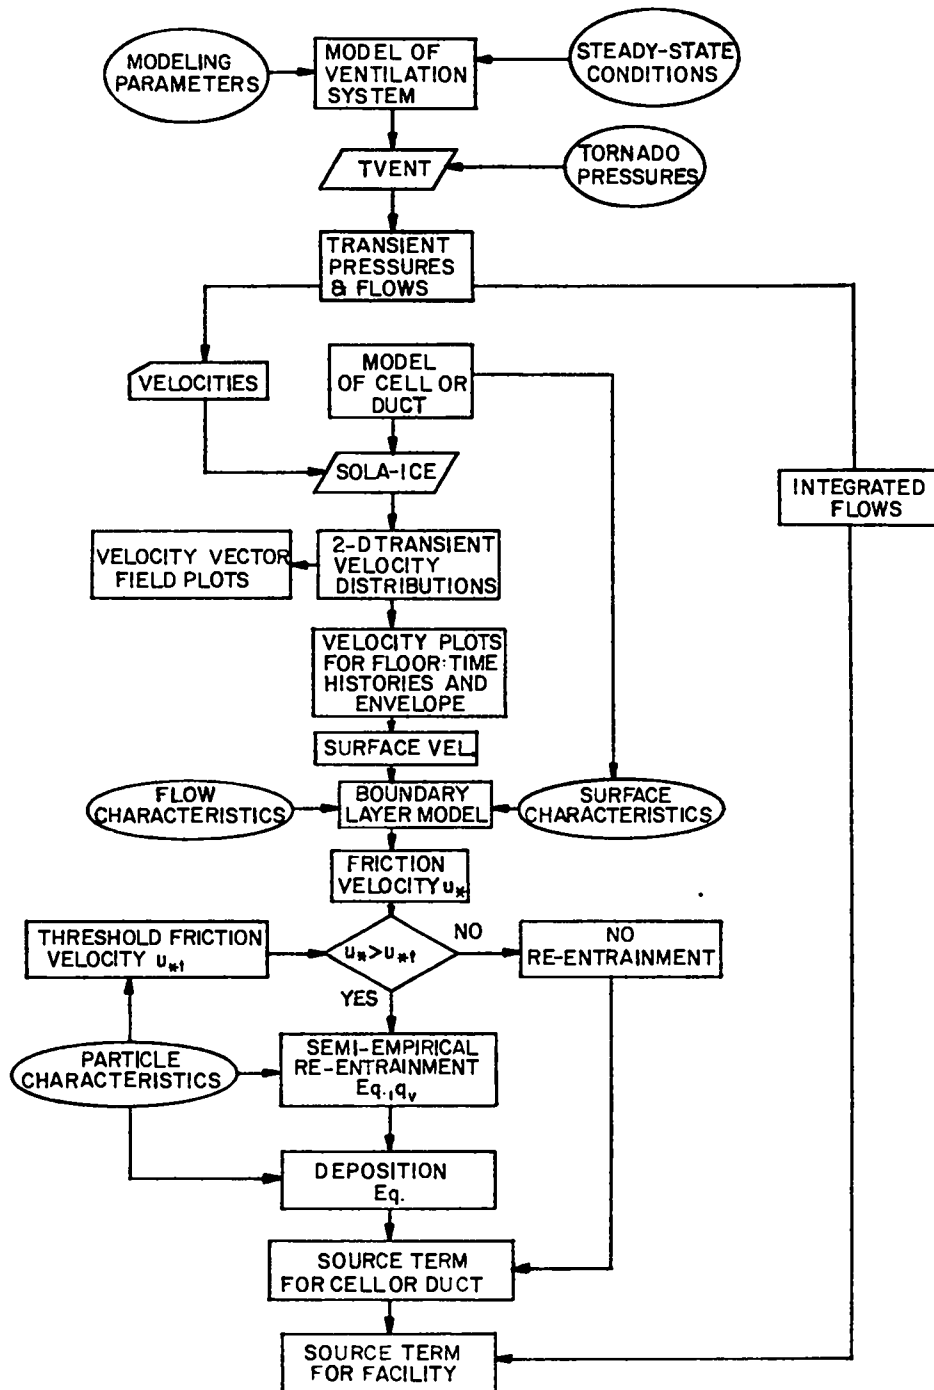 MODELING
PARAMETERS
MODEL OF
VENTILATION
SYSTEM
STEADY-STATE
CONDITIONS
TVENT
TORNADO
PRESSURES
TRANSIENT
PRESSURES
& FLOWS
VELOCITIES
MODEL
OF CELL OR
DUCT
SOLA-ICE
INTEGRATED
FLOWS
VELOCITY VECTOR
FIELD PLOTS
2-D TRANSIENT
VELOCITY
DISTRIBUTIONS
VELOCITY PLOTS
FOR FLOOR: TIME
HISTORIES AND
ENVELOPE
SURFACE VEL.
FLOW
CHARACTERISTICS
BOUNDARY
LAYER MODEL
SURFACE
CHARACTERISTICS
FRICTION
VELOCITY u*
THRESHOLD FRICTION
VELOCITY u*t
u* > u*t
NO
NO
RE-ENTRAINMENT
YES
PARTICLE
CHARACTERISTICS
SEMI-EMPIRICAL
RE-ENTRAINMENT
Eq., qv
DEPOSITION
Eq.
SOURCE TERM
FOR CELL OR DUCT
SOURCE TERM
FOR FACILITY